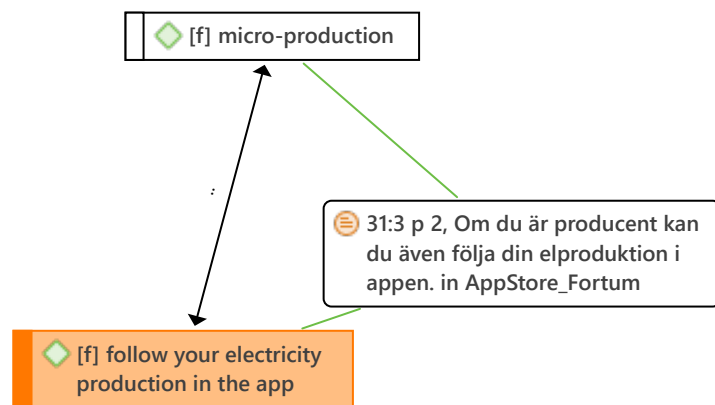 [f] micro-production
:
31:3 p 2, Om du är producent kan
du även följa din elproduktion i
appen. in AppStore_Fortum
[f] follow your electricity
production in the app